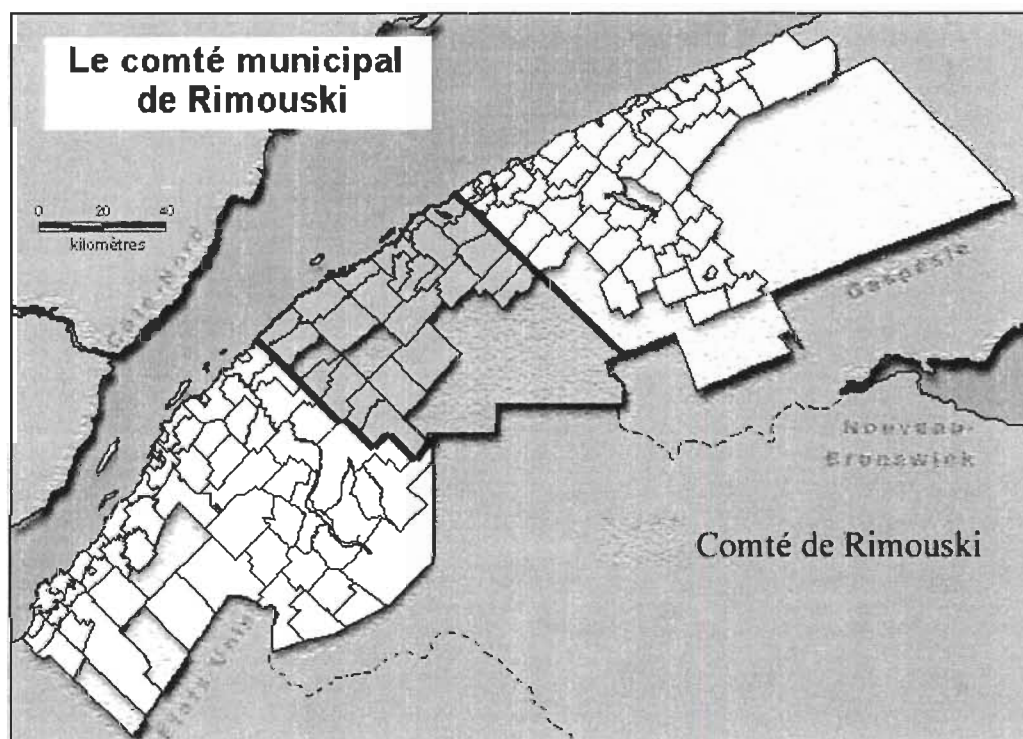 Le comté municipal
de Rimouski
0 20 40
kilomètres
Côte-Nord
Gaspésie
Nouveau-
Brunswick
Comté de Rimouski
États-Unis